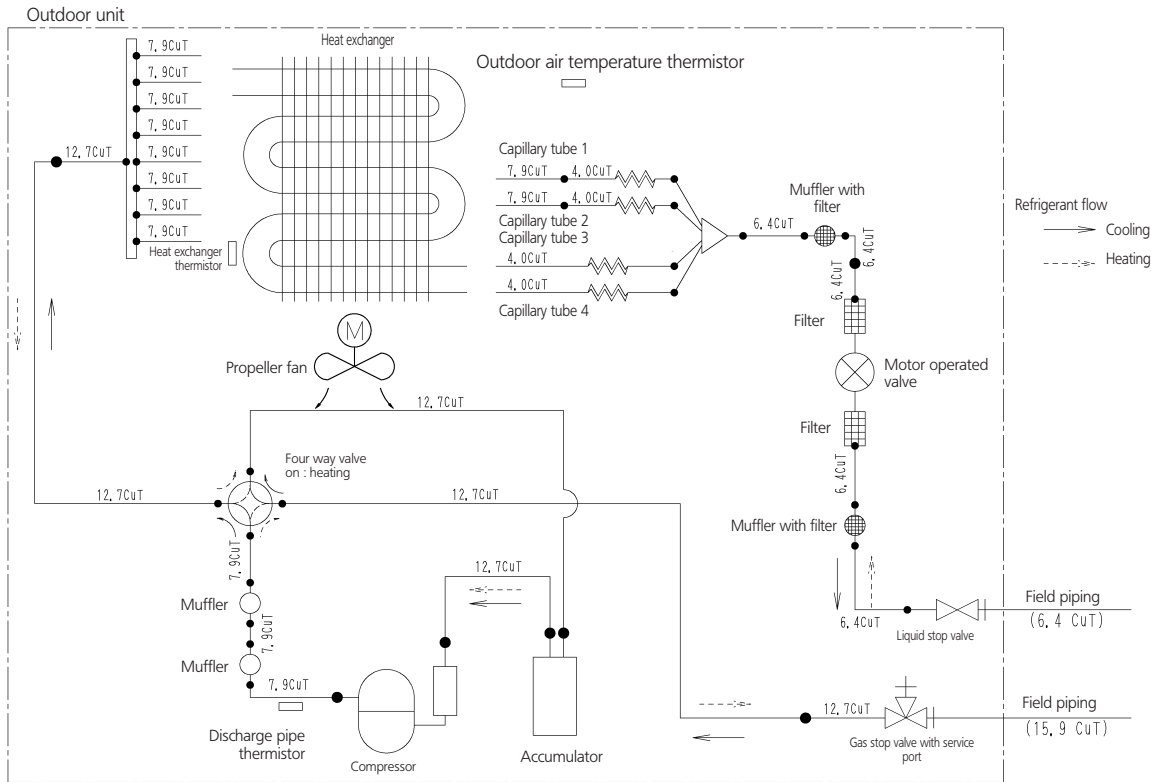 Outdoor unit
7.9CuT
7.9CuT
7.9CuT
7.9CuT
7.9CuT
7.9CuT
7.9CuT
7.9CuT
12.7CuT
Heat exchanger
thermistor
Heat exchanger
Outdoor air temperature thermistor
Capillary tube 1
7.9CuT
4.0CuT
7.9CuT
4.0CuT
Capillary tube 2
Capillary tube 3
4.0CuT
4.0CuT
Capillary tube 4
6.4CuT
Muffler with
filter
6.4CuT
6.4CuT
Filter
Motor operated
valve
Filter
6.4CuT
Muffler with filter
6.4CuT
Liquid stop valve
Field piping
(6.4 CuT)
Refrigerant flow
Cooling
Heating
M
Propeller fan
12.7CuT
Four way valve
on : heating
12.7CuT
12.7CuT
7.9CuT
Muffler
7.9CuT
Muffler
7.9CuT
Discharge pipe
thermistor
Compressor
12.7CuT
Accumulator
12.7CuT
Gas stop valve with service
port
Field piping
(15.9 CuT)